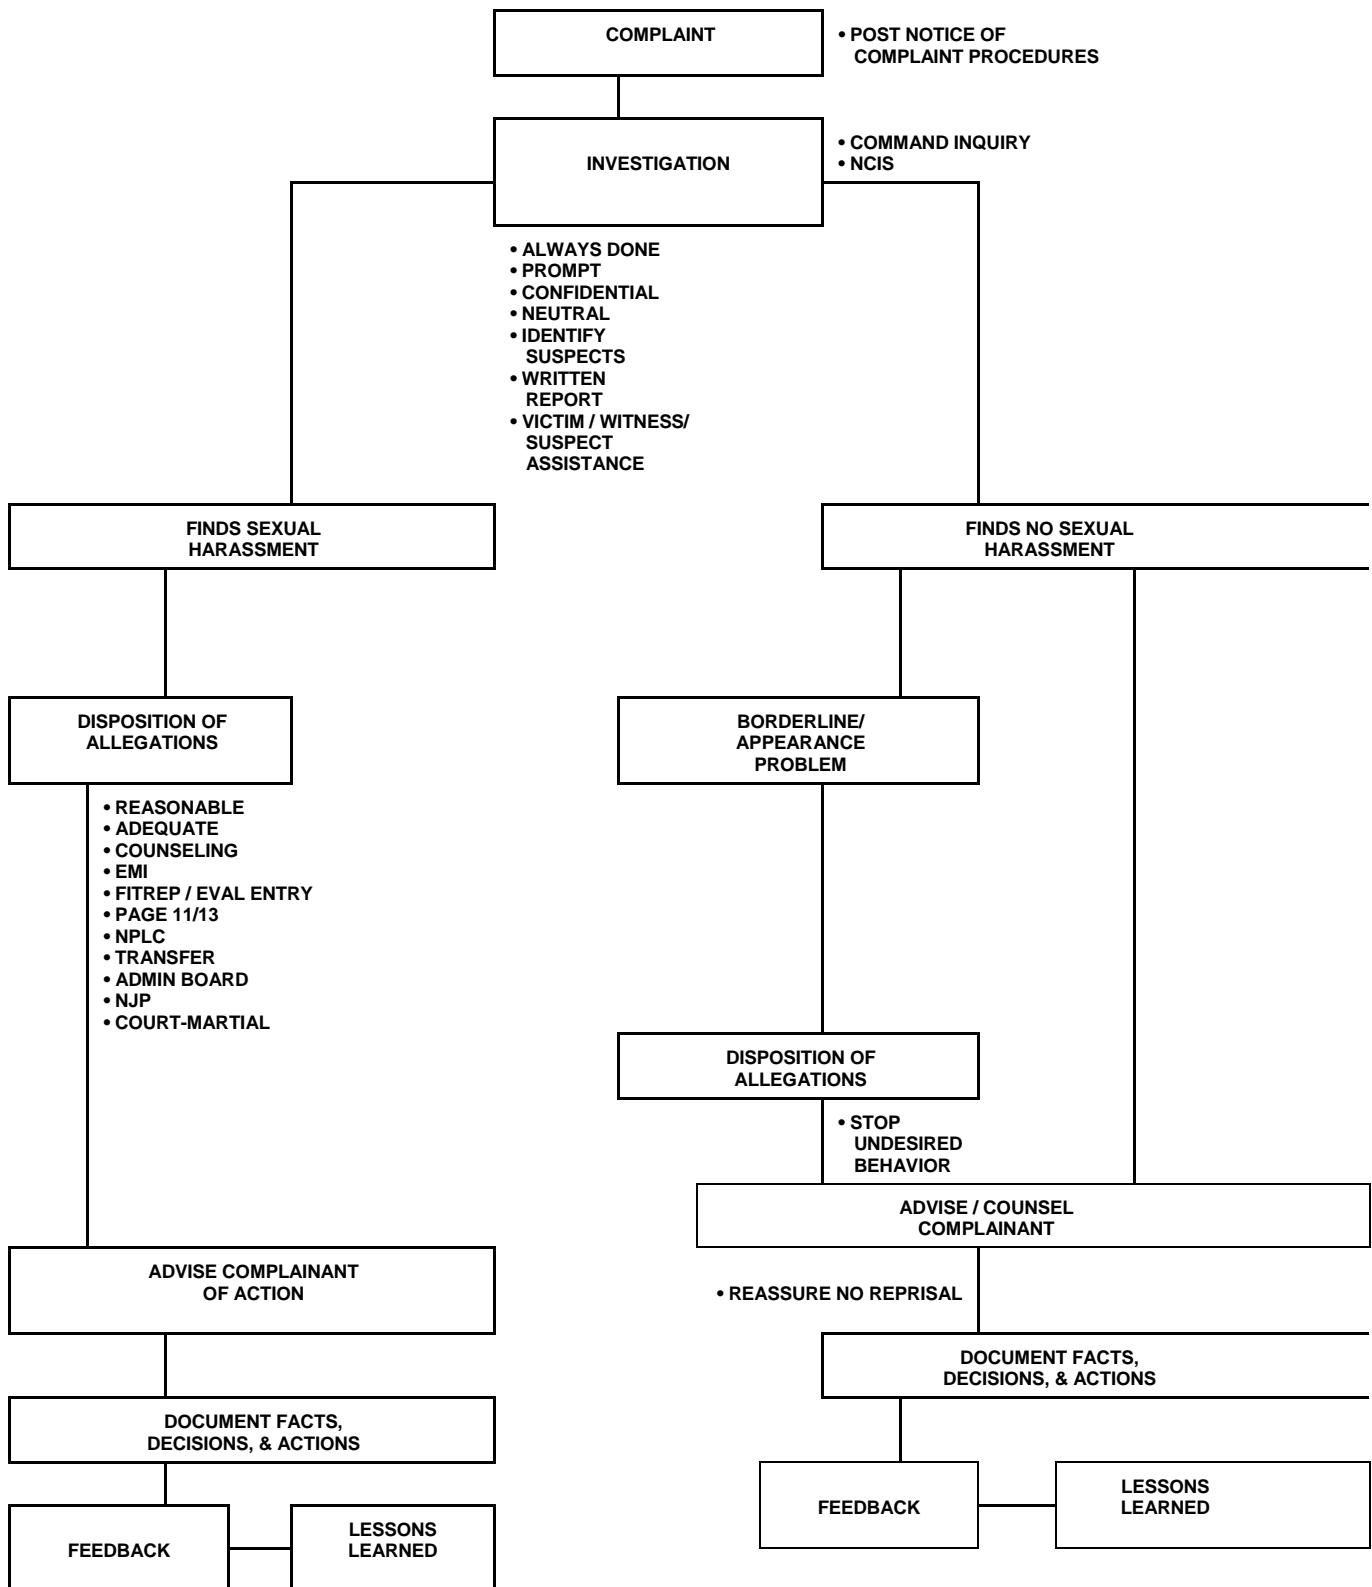 COMPLAINT
• POST NOTICE OF
COMPLAINT PROCEDURES
INVESTIGATION
• COMMAND INQUIRY
• NCIS
• ALWAYS DONE
• PROMPT
• CONFIDENTIAL
• NEUTRAL
• IDENTIFY
SUSPECTS
• WRITTEN
REPORT
• VICTIM / WITNESS/
SUSPECT
ASSISTANCE
FINDS SEXUAL
HARASSMENT
FINDS NO SEXUAL
HARASSMENT
DISPOSITION OF
ALLEGATIONS
• REASONABLE
• ADEQUATE
• COUNSELING
• EMI
• FITREP / EVAL ENTRY
• PAGE 11/13
• NPLC
• TRANSFER
• ADMIN BOARD
• NJP
• COURT-MARTIAL
BORDERLINE/
APPEARANCE
PROBLEM
DISPOSITION OF
ALLEGATIONS
• STOP
UNDESIRED
BEHAVIOR
ADVISE / COUNSEL
COMPLAINANT
ADVISE COMPLAINANT
OF ACTION
• REASSURE NO REPRISAL
DOCUMENT FACTS,
DECISIONS, & ACTIONS
DOCUMENT FACTS,
DECISIONS, & ACTIONS
FEEDBACK
LESSONS
LEARNED
FEEDBACK
LESSONS
LEARNED